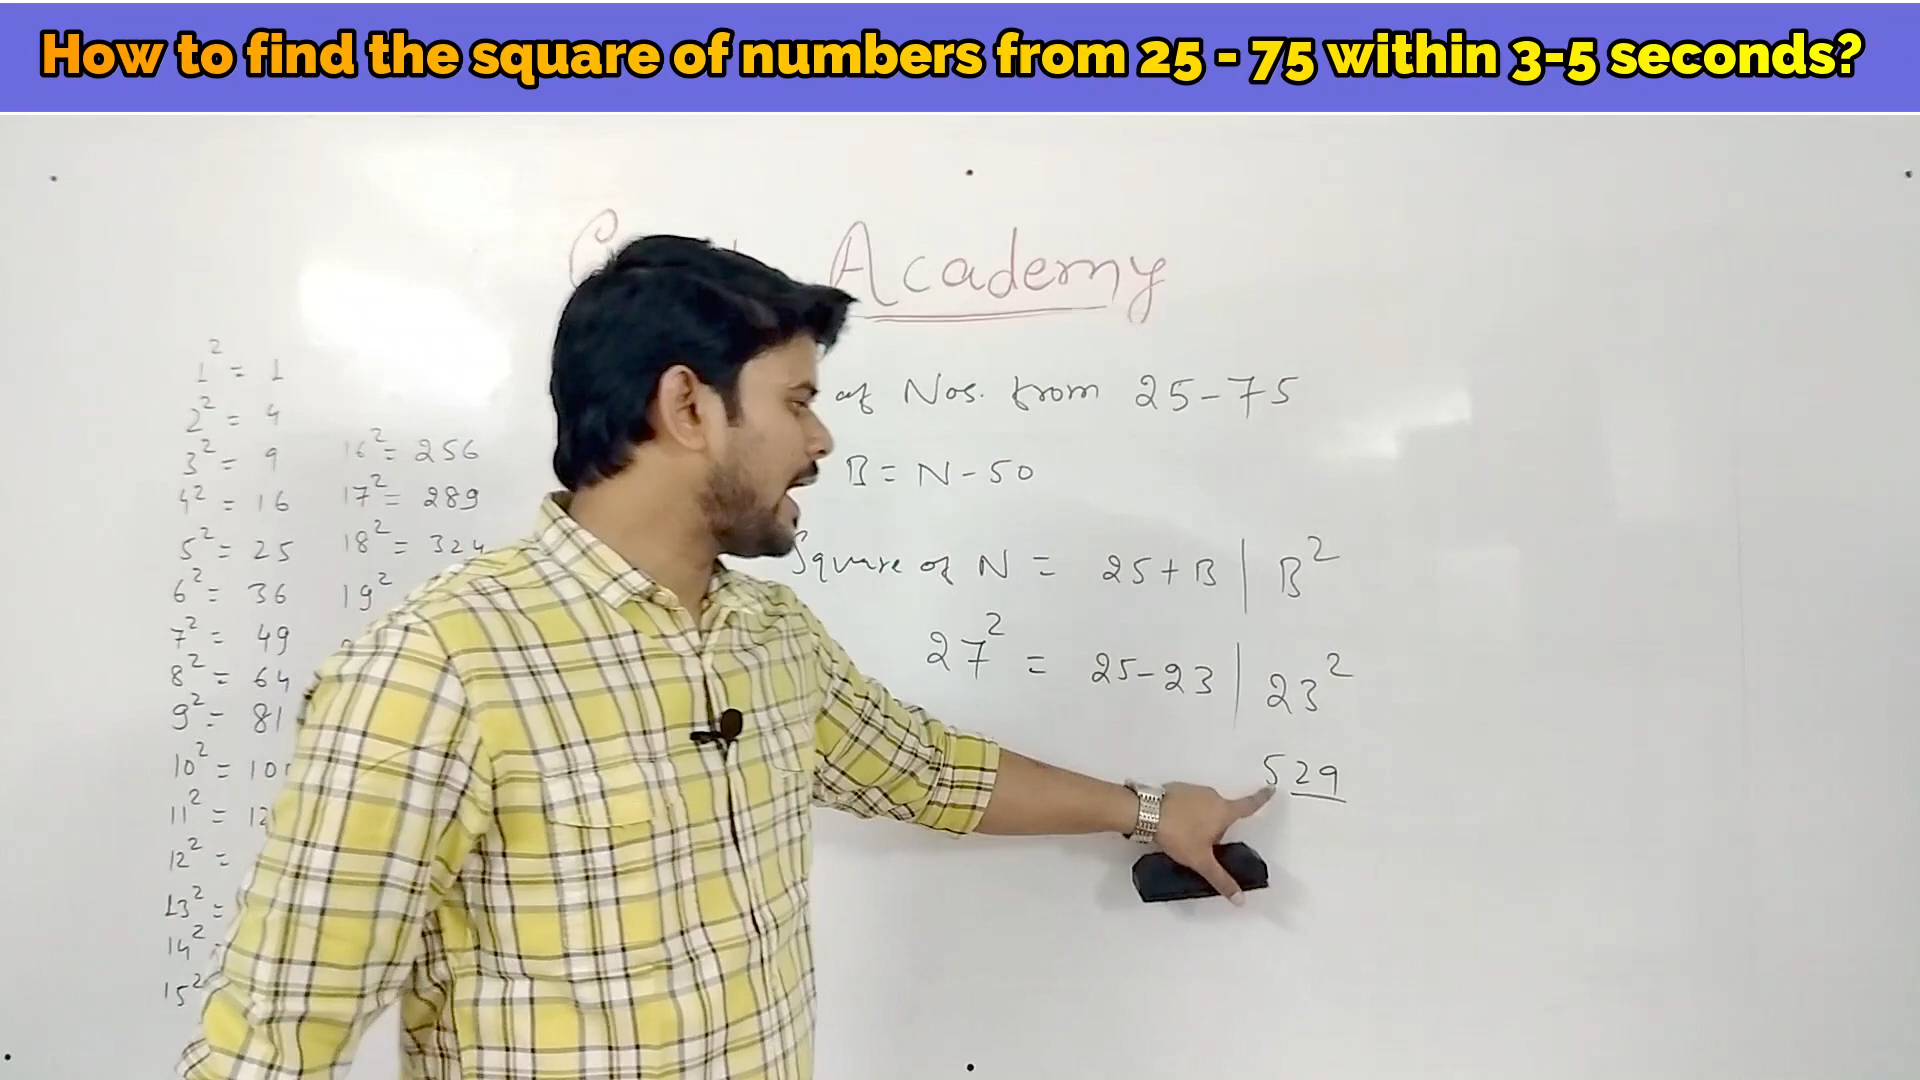 How to find the square of numbers from 25 - 75 within 3-5 seconds?
Academy
of Nos. from 25-75
B = N - 50
Square of N = 25+B | B²
27² = 25-23 | 23²
529
1² = 1
2² = 4
3² = 9
4² = 16
5² = 25
6² = 36
7² = 49
8² = 64
9² = 81
10² = 100
11² = 12
12² =
13² =
14²
15²
16² = 256
17² = 289
18² = 324
19²